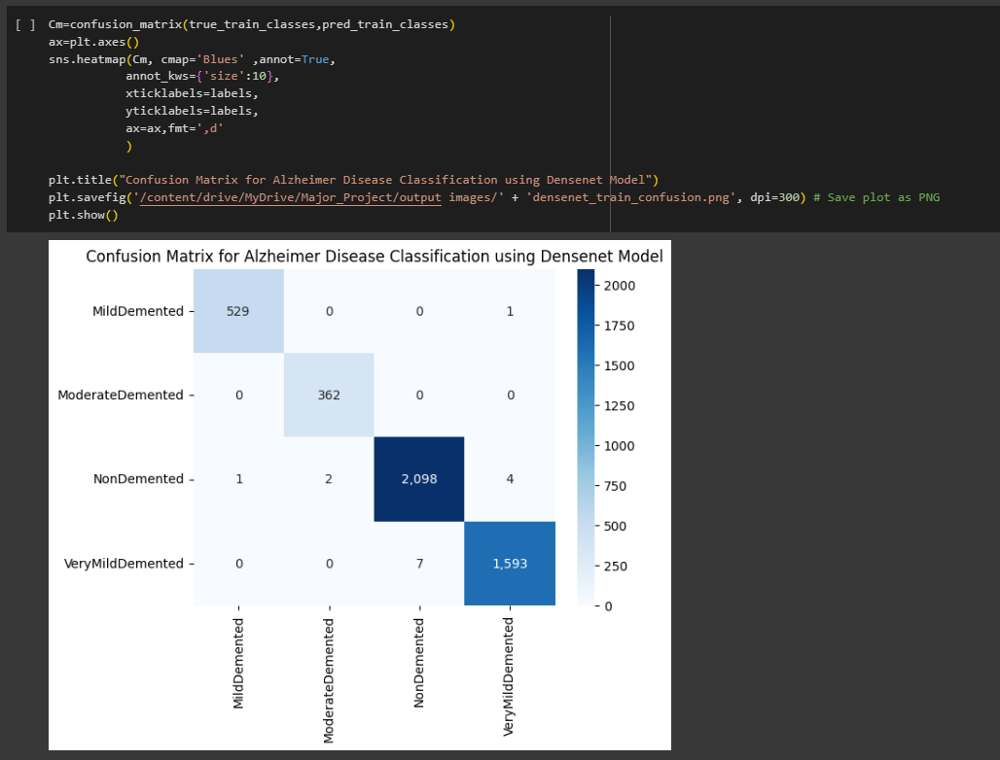 [ ] Cm=confusion_matrix(true_train_classes,pred_train_classes)
ax=plt.axes()
sns.heatmap(Cm, cmap='Blues' ,annot=True,
annot_kws={'size':10},
xticklabels=labels,
yticklabels=labels,
ax=ax,fmt=',d'
)
plt.title("Confusion Matrix for Alzheimer Disease Classification using Densenet Model")
plt.savefig('/content/drive/MyDrive/Major_Project/output images/' + 'densenet_train_confusion.png', dpi=300) # Save plot as PNG
plt.show()
Confusion Matrix for Alzheimer Disease Classification using Densenet Model
MildDemented 529 0 0 1
ModerateDemented 0 362 0 0
NonDemented 1 2 2,098 4
VeryMildDemented 0 0 7 1,593
MildDemented
ModerateDemented
NonDemented
VeryMildDemented
2000
1750
1500
1250
1000
750
500
250
0